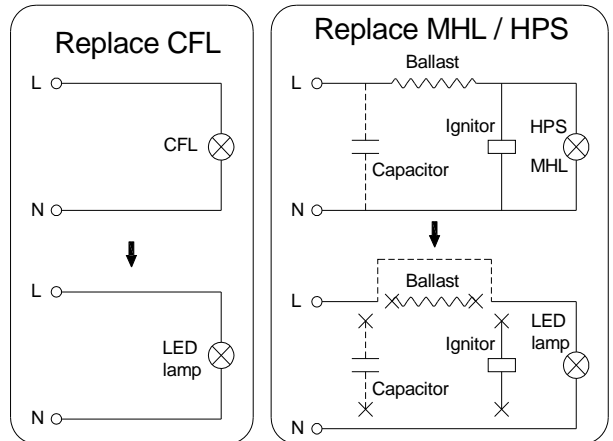 Replace CFL
L
CFL
N
L
LED
lamp
N
Replace MHL / HPS
Ballast
L
Ignitor
HPS
MHL
Capacitor
N
Ballast
L
LED
lamp
Ignitor
Capacitor
N